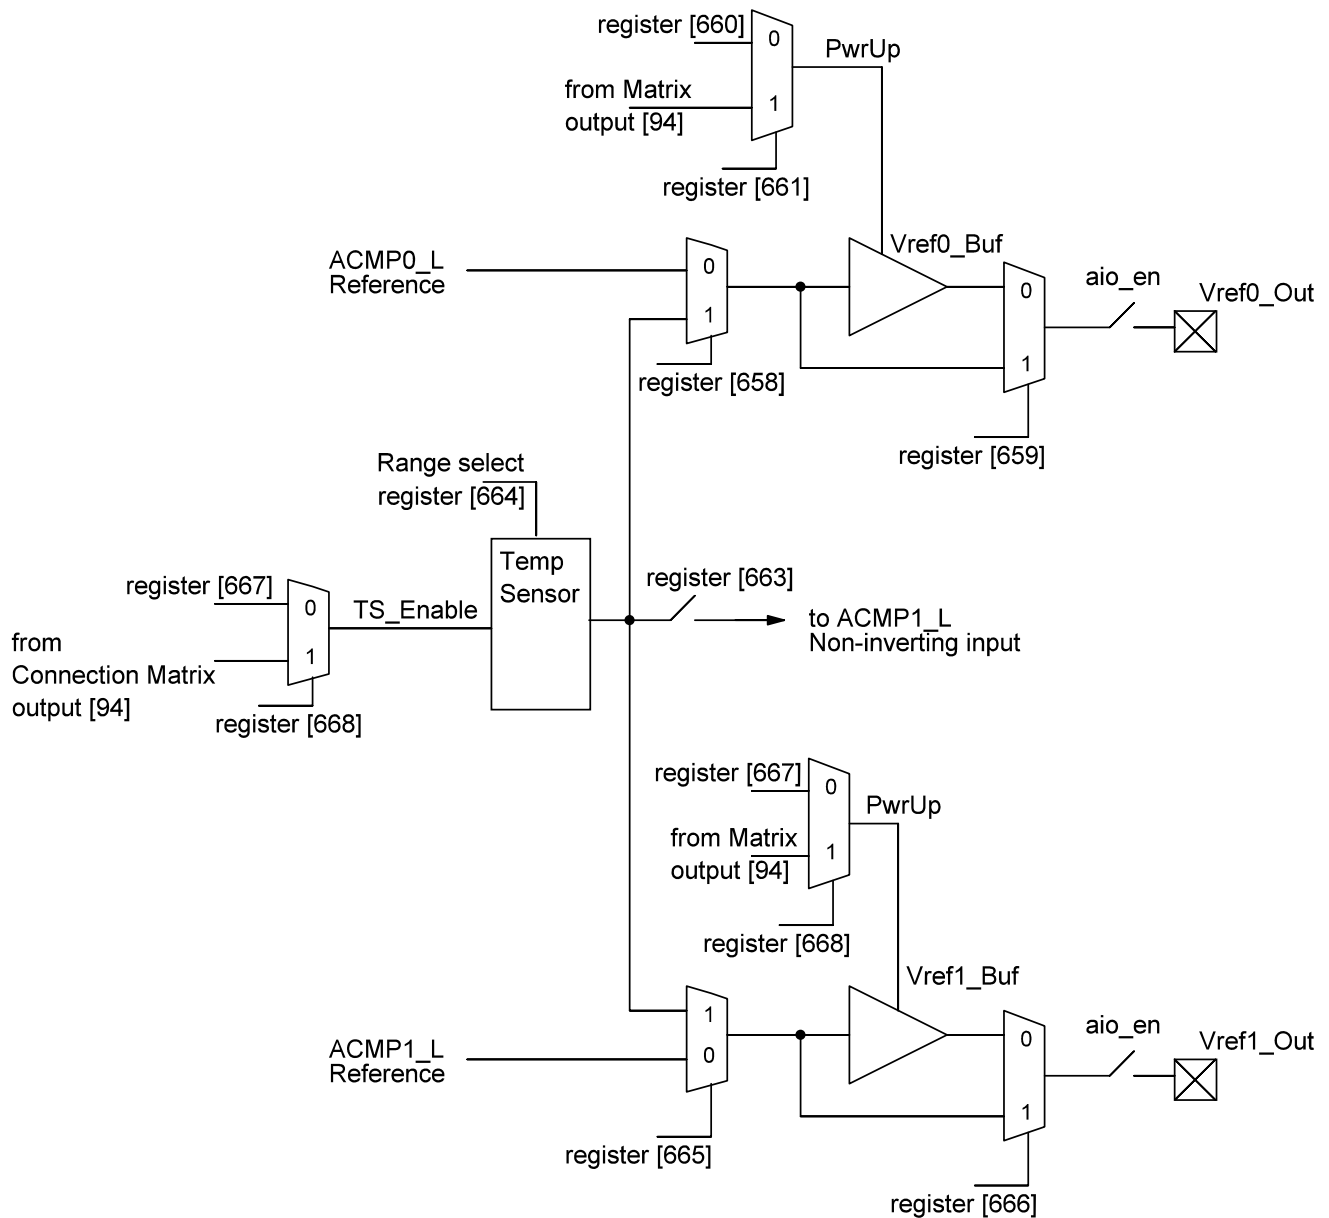 register [660]
0
PwrUp
from Matrix
output [94]
1
register [661]
ACMP0_L
Reference
0
1
register [658]
Vref0_Buf
0
1
aio_en
Vref0_Out
register [659]
Range select
register [664]
Temp
Sensor
register [663]
to ACMP1_L
Non-inverting input
register [667]
0
TS_Enable
from
Connection Matrix
output [94]
1
register [668]
register [667]
0
PwrUp
from Matrix
output [94]
1
register [668]
Vref1_Buf
1
0
ACMP1_L
Reference
register [665]
0
1
aio_en
Vref1_Out
register [666]